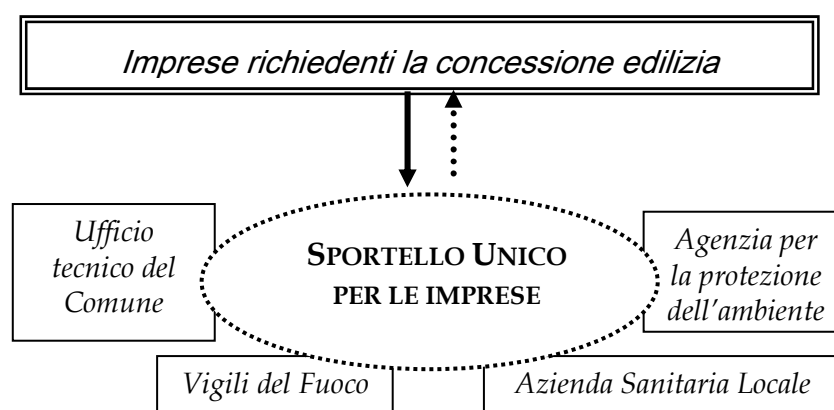 Imprese richiedenti la concessione edilizia
Ufficio
tecnico del
Comune
SPORTELLO UNICO
PER LE IMPRESE
Agenzia per
la protezione
dell'ambiente
Vigili del Fuoco
Azienda Sanitaria Locale